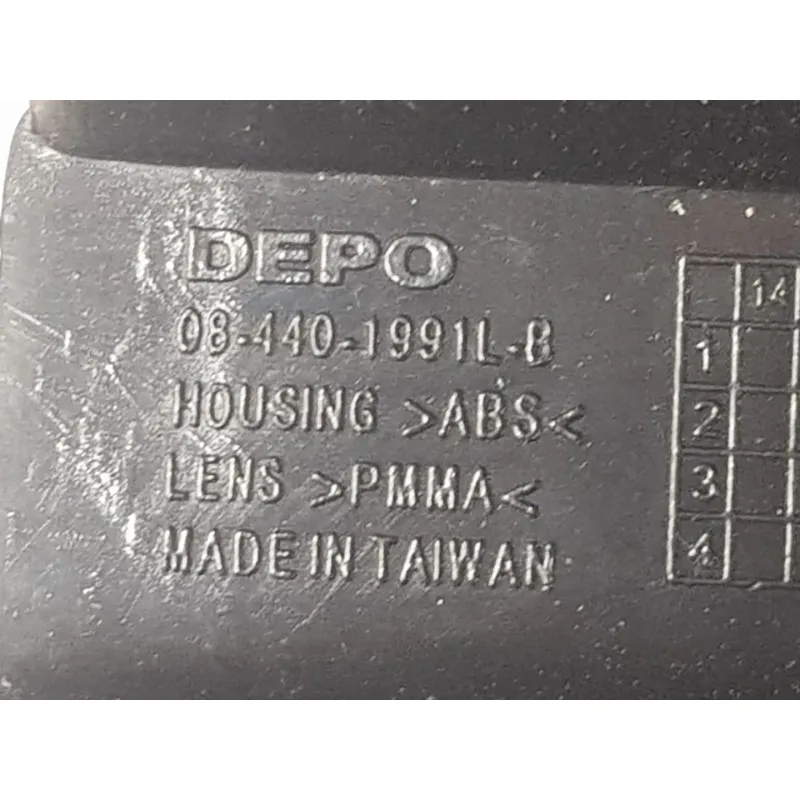 DEPO
08-440-1991L-B
HOUSING >ABS<
LENS >PMMA<
MADE IN TAIWAN
14
1
2
3
4